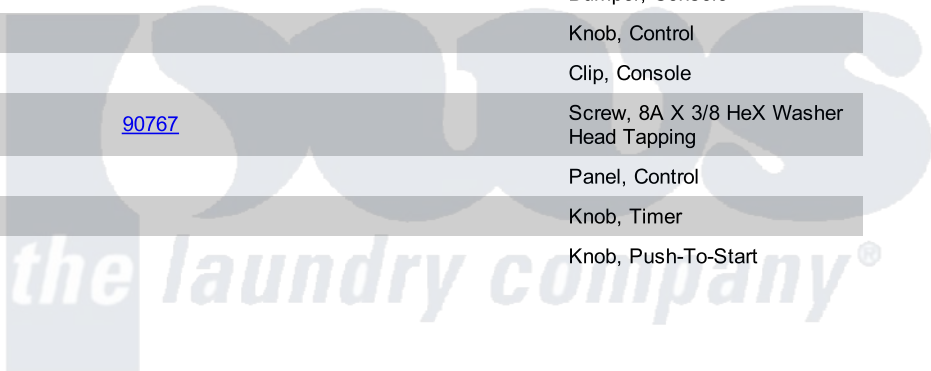 Knob, Control
Clip, Console
90767
Screw, 8A X 3/8 HeX Washer
Head Tapping
Panel, Control
Knob, Timer
Knob, Push-To-Start
the laundry company®